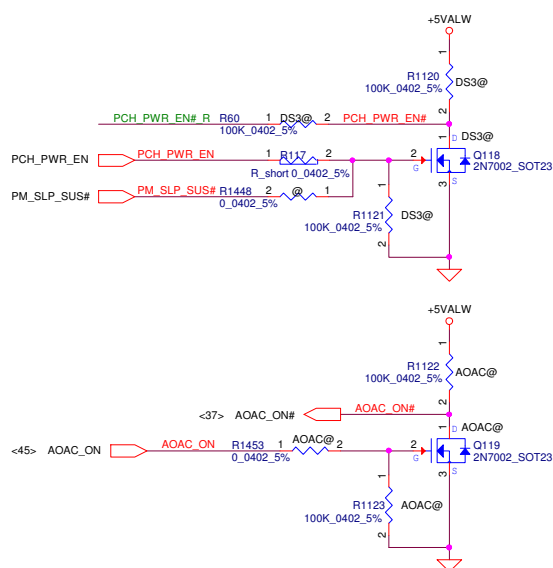 +5VALW
1
R1120
100K_0402_5%
DS3@
2
PCH_PWR_EN#_R
R60
1
DS3@
2
PCH_PWR_EN#
100K_0402_5%
1
D
DS3@
PCH_PWR_EN
PCH_PWR_EN
1
R117
2
2
G
Q118
2N7002_SOT23
R_short 0_0402_5%
S
3
PM_SLP_SUS#
PM_SLP_SUS#
R1448
2
@
1
0_0402_5%
1
R1121
100K_0402_5%
DS3@
2
+5VALW
1
R1122
100K_0402_5%
AOAC@
2
<37> AOAC_ON#
AOAC_ON#
1
D
AOAC@
<45> AOAC_ON
AOAC_ON
R1453
1
AOAC@
2
0_0402_5%
2
G
Q119
2N7002_SOT23
S
3
1
R1123
100K_0402_5%
AOAC@
2